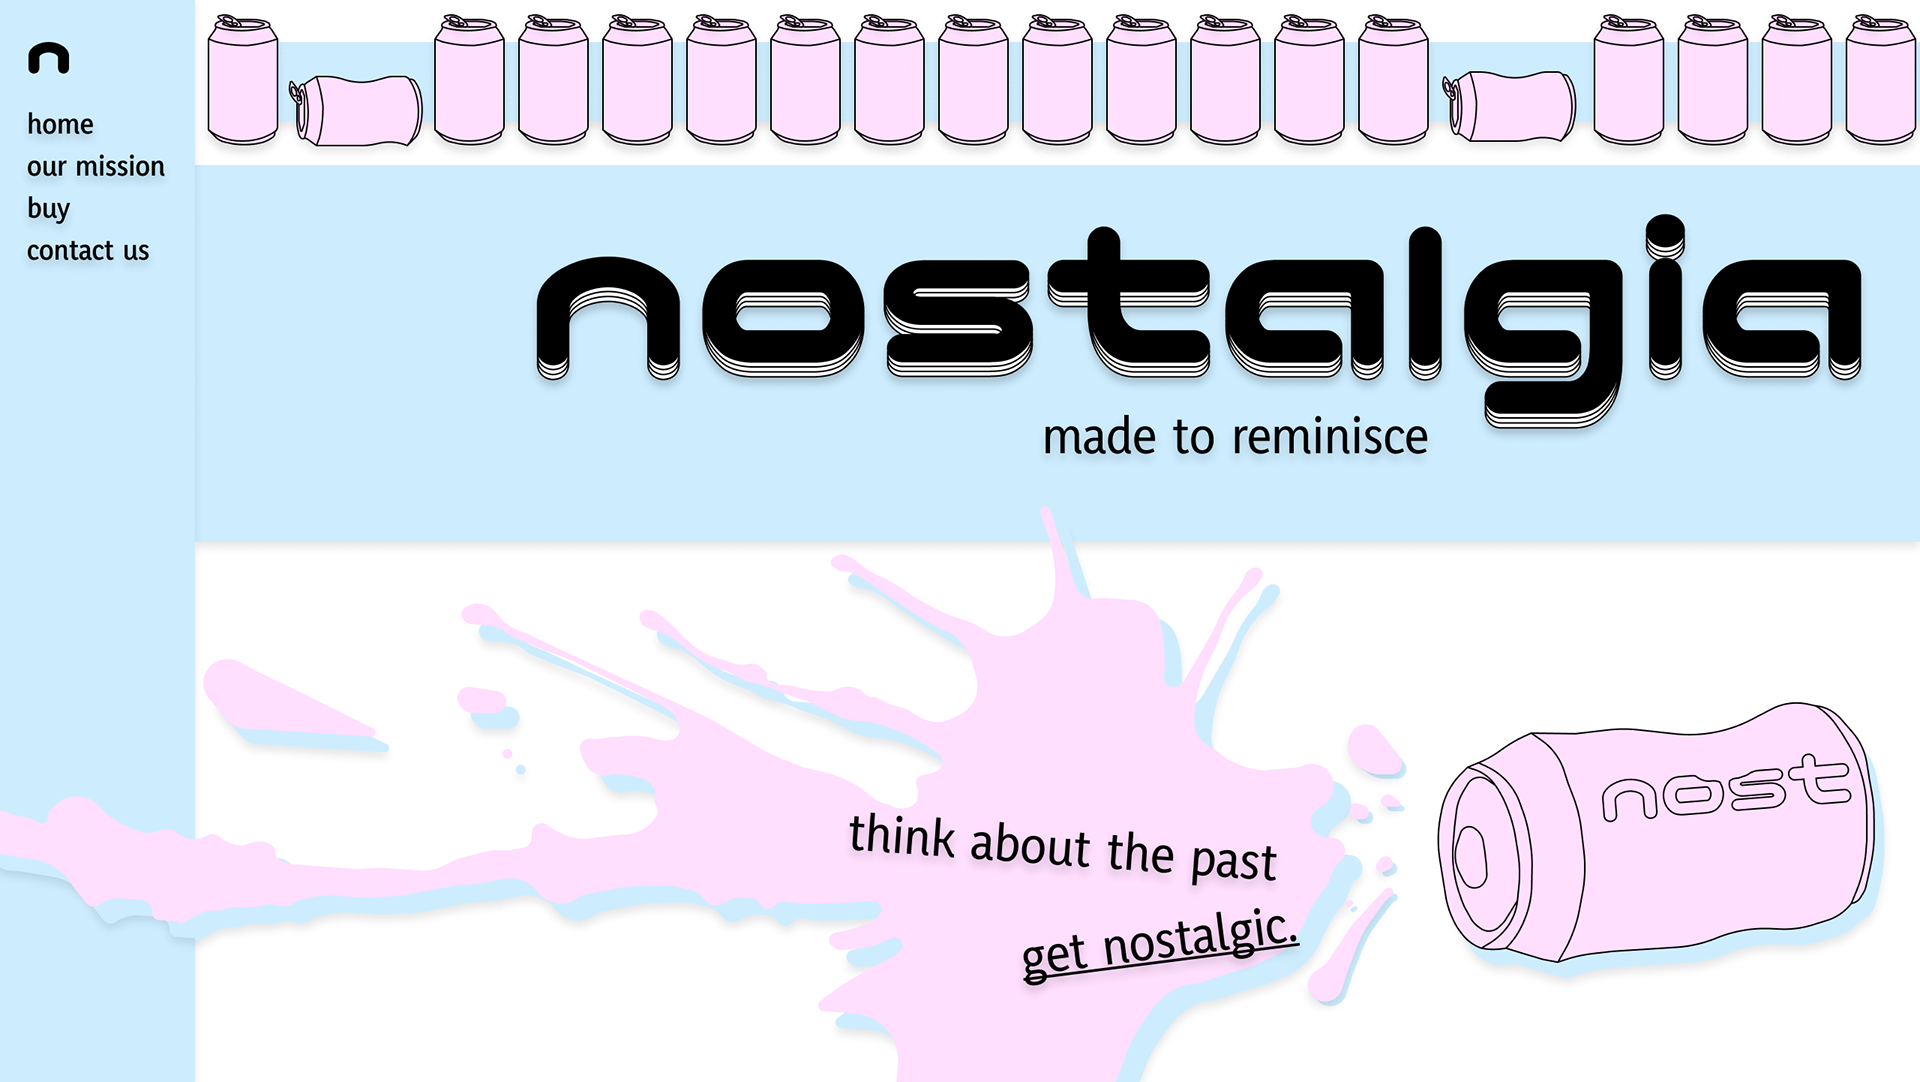 n
home
our mission
buy
contact us
nostalgia
made to reminisce
nost
think about the past
get nostalgic.